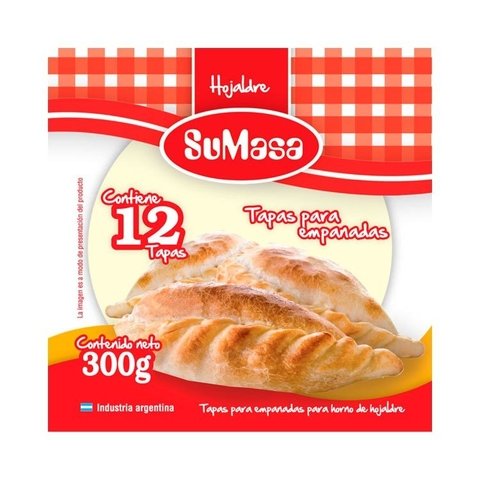 Hojaldre
SuMasa
Contiene
12
Tapas
Tapas para
empanadas
La imagen es a modo de presentación del producto
Contenido neto
300g
Industria argentina
Tapas para empanadas para horno de hojaldre